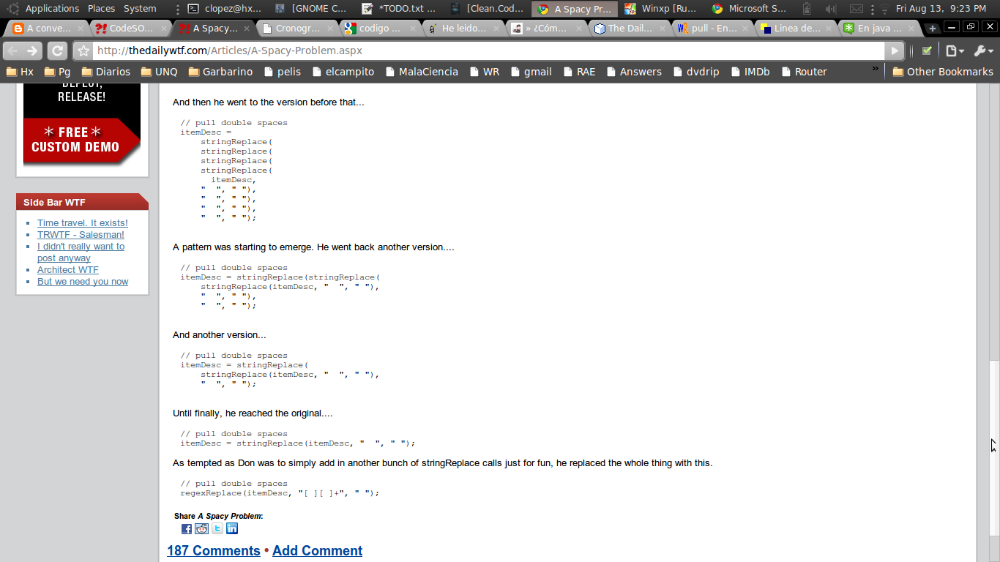 Applications Places System clopez@hx... [GNOME C... *TODO.txt ... [Clean.Cod... A Spacy Pr... Winxp [Ru... Microsoft S... Fri Aug 13, 9:23 PM
A conve... CodeSO... A Spacy... Cronogr... codigo ... He leido... » ¿Cóm... The Dail... pull - En... Linea de... En java ...
http://thedailywtf.com/Articles/A-Spacy-Problem.aspx
Hx Pg Diarios UNQ Garbarino pelis elcampito MalaCiencia WR gmail RAE Answers dvdrip IMDb Router » Other Bookmarks
DEPLOY,
RELEASE!
* FREE *
CUSTOM DEMO
Side Bar WTF
Time travel. It exists!
TRWTF - Salesman!
I didn't really want to
post anyway
Architect WTF
But we need you now
And then he went to the version before that...
// pull double spaces
itemDesc =
    stringReplace(
    stringReplace(
    stringReplace(
    stringReplace(
      itemDesc,
    "  ", " "),
    "  ", " "),
    "  ", " "),
    "  ", " ");
A pattern was starting to emerge. He went back another version....
// pull double spaces
itemDesc = stringReplace(stringReplace(
    stringReplace(itemDesc, "  ", " "),
    "  ", " "),
    "  ", " ");
And another version...
// pull double spaces
itemDesc = stringReplace(
    stringReplace(itemDesc, "  ", " "),
    "  ", " ");
Until finally, he reached the original....
// pull double spaces
itemDesc = stringReplace(itemDesc, "  ", " ");
As tempted as Don was to simply add in another bunch of stringReplace calls just for fun, he replaced the whole thing with this.
// pull double spaces
regexReplace(itemDesc, "[ ][ ]+", " ");
Share A Spacy Problem:
187 Comments • Add Comment